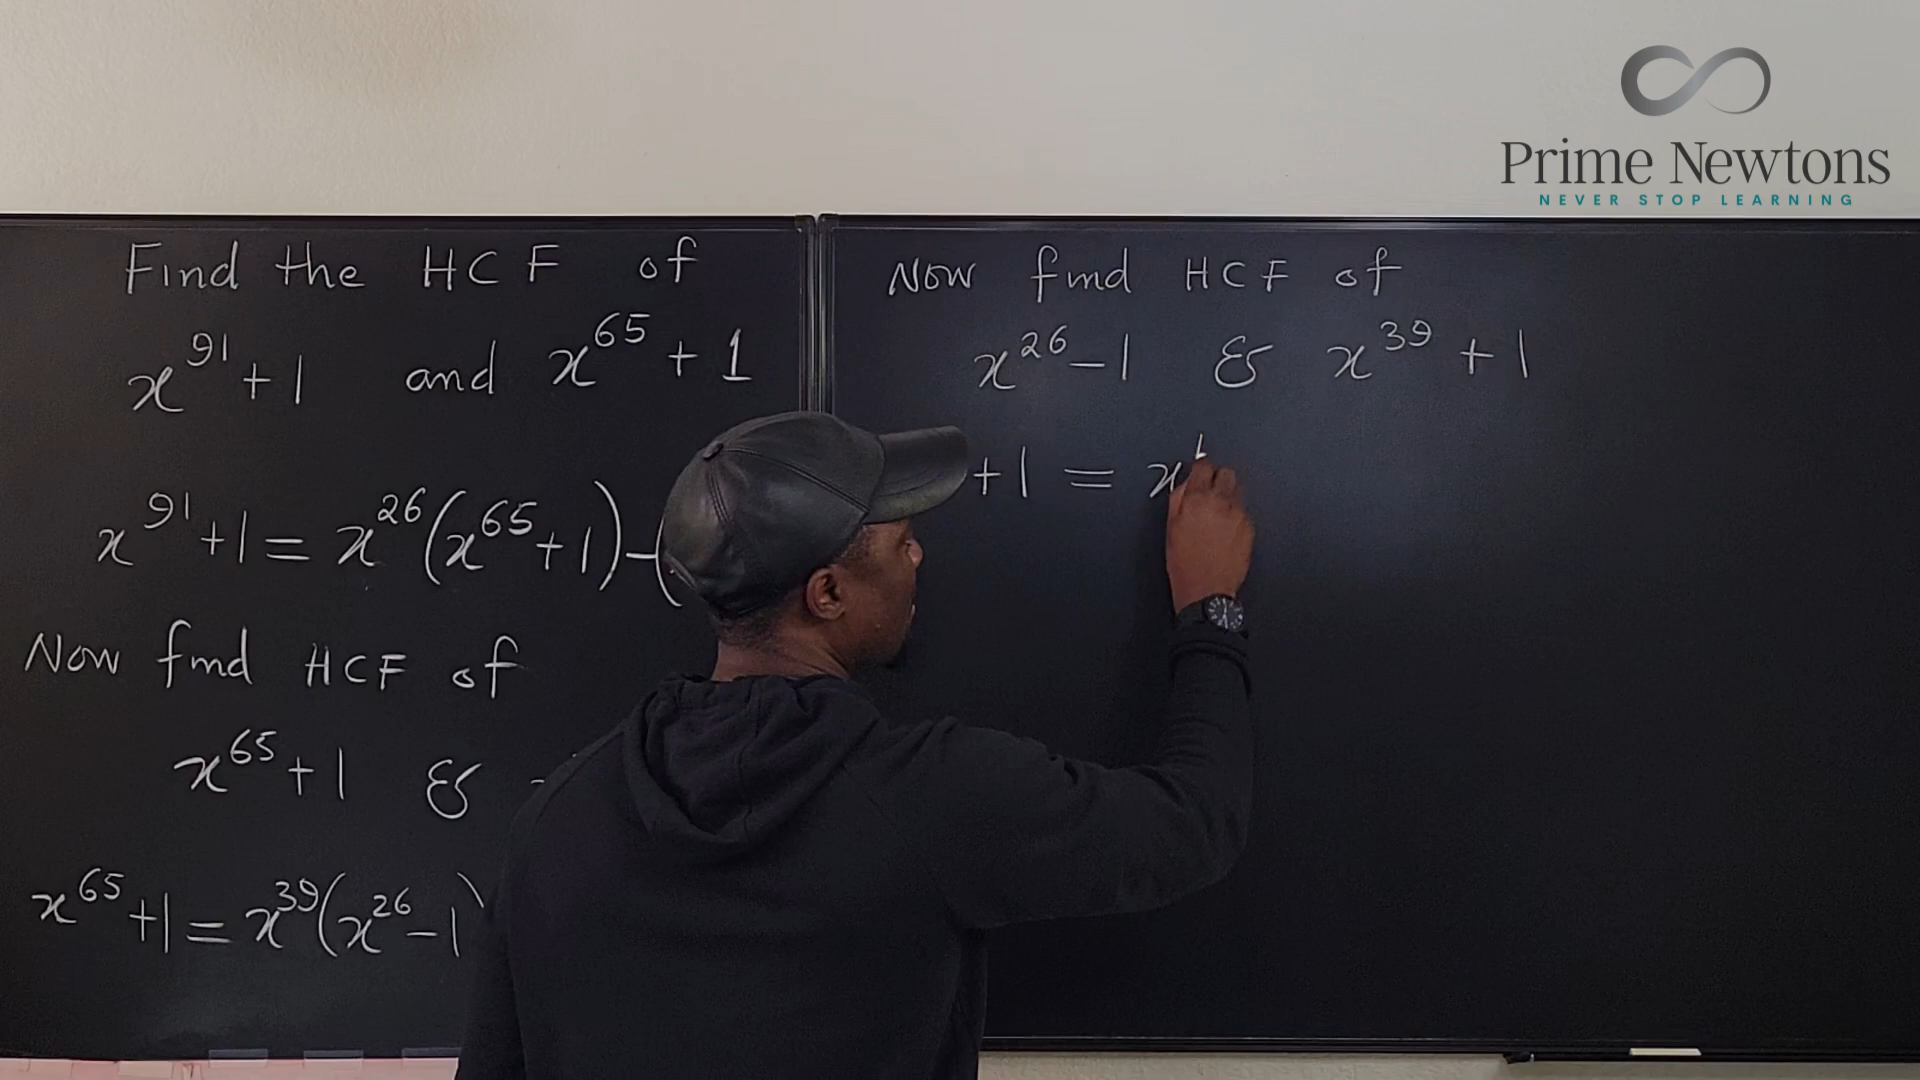 Prime Newtons
NEVER STOP LEARNING
Find the HCF of
x^91 + 1 and x^65 + 1
x^91 + 1 = x^26(x^65 + 1) - (
Now find HCF of
x^65 + 1 &
x^65 + 1 = x^39(x^26 - 1)
Now find HCF of
x^26 - 1 & x^39 + 1
+ 1 = x^1